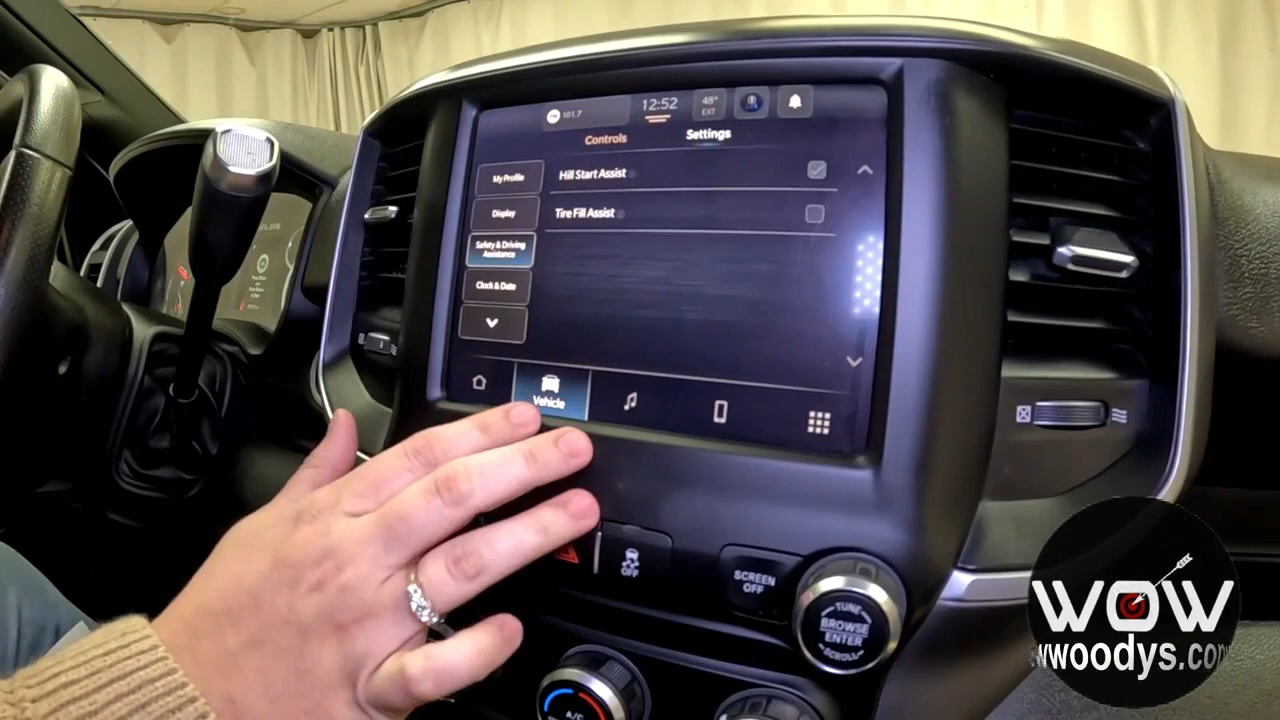 101.7
12:52
48°
EXT
Controls
Settings
My Profile
Hill Start Assist
Display
Tire Fill Assist
Safety & Driving
Assistance
Clock & Date
Vehicle
OFF
SCREEN
OFF
TUNE
BROWSE
ENTER
SCROLL
A/C
WOW
wwoodys.com